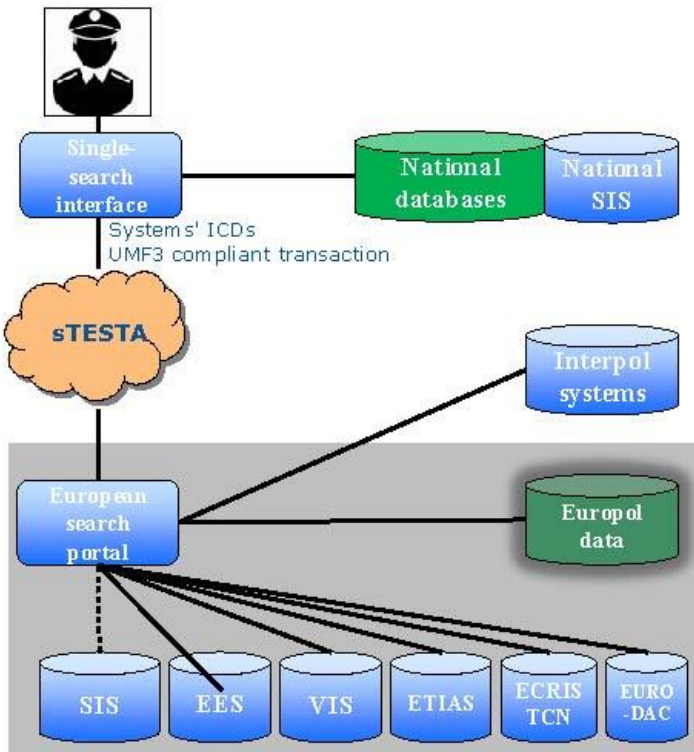 Single-
search
interface
National
databases
National
SIS
Systems' ICDs
UMF3 compliant transaction
sTESTA
Interpol
systems
European
search
portal
Europol
data
SIS
EES
VIS
ETIAS
ECRIS
TCN
EURO
-DAC